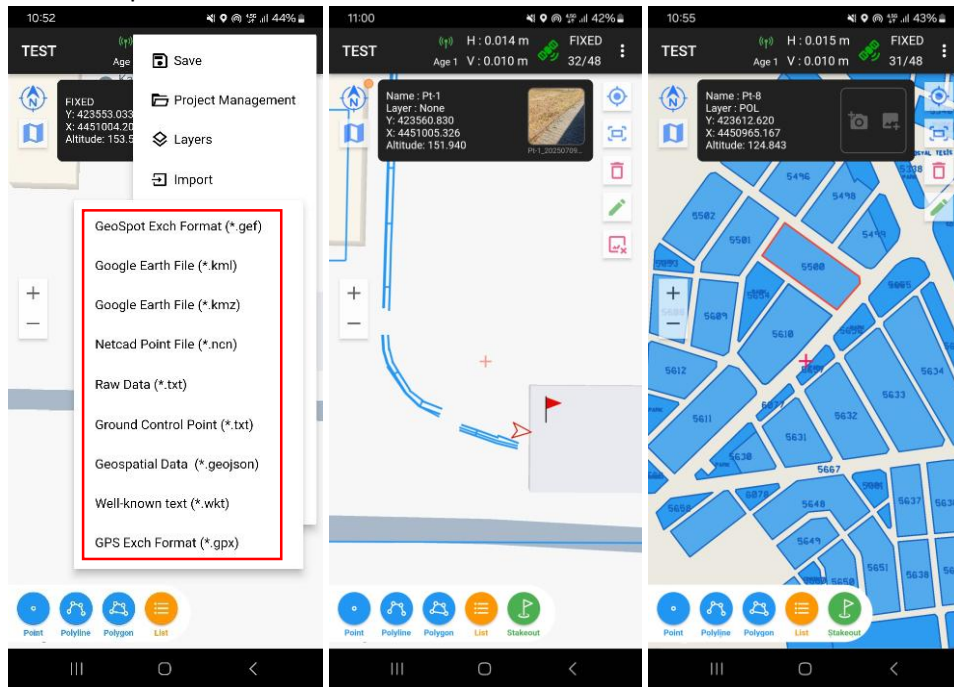 10:52
44%
TEST
Age
Save
Project Management
Layers
Import
FIXED
Y: 423553.033
X: 4451004.20
Altitude: 153.5
N
GeoSpot Exch Format (*.gef)
Google Earth File (*.kml)
Google Earth File (*.kmz)
Netcad Point File (*.ncn)
Raw Data (*.txt)
Ground Control Point (*.txt)
Geospatial Data (*.geojson)
Well-known text (*.wkt)
GPS Exch Format (*.gpx)
+
−
Point
Polyline
Polygon
List
11:00
42%
TEST
Age 1
H : 0.014 m
V : 0.010 m
FIXED
32/48
N
Name : Pt-1
Layer : None
Y: 423560.830
X: 4451005.326
Altitude: 151.940
Pt-1_20250709...
+
−
Point
Polyline
Polygon
List
Stakeout
10:55
43%
TEST
Age 1
H : 0.015 m
V : 0.010 m
FIXED
31/48
N
Name : Pt-8
Layer : POL
Y: 423612.620
X: 4450965.167
Altitude: 124.843
5338
5496
5498
5502
5501
5499
5500
5665
5609
5610
5612
5634
5633
5611
5632
5631
5630
5667
5648
5637
5649
5651
5638
5650
+
−
Point
Polyline
Polygon
List
Stakeout